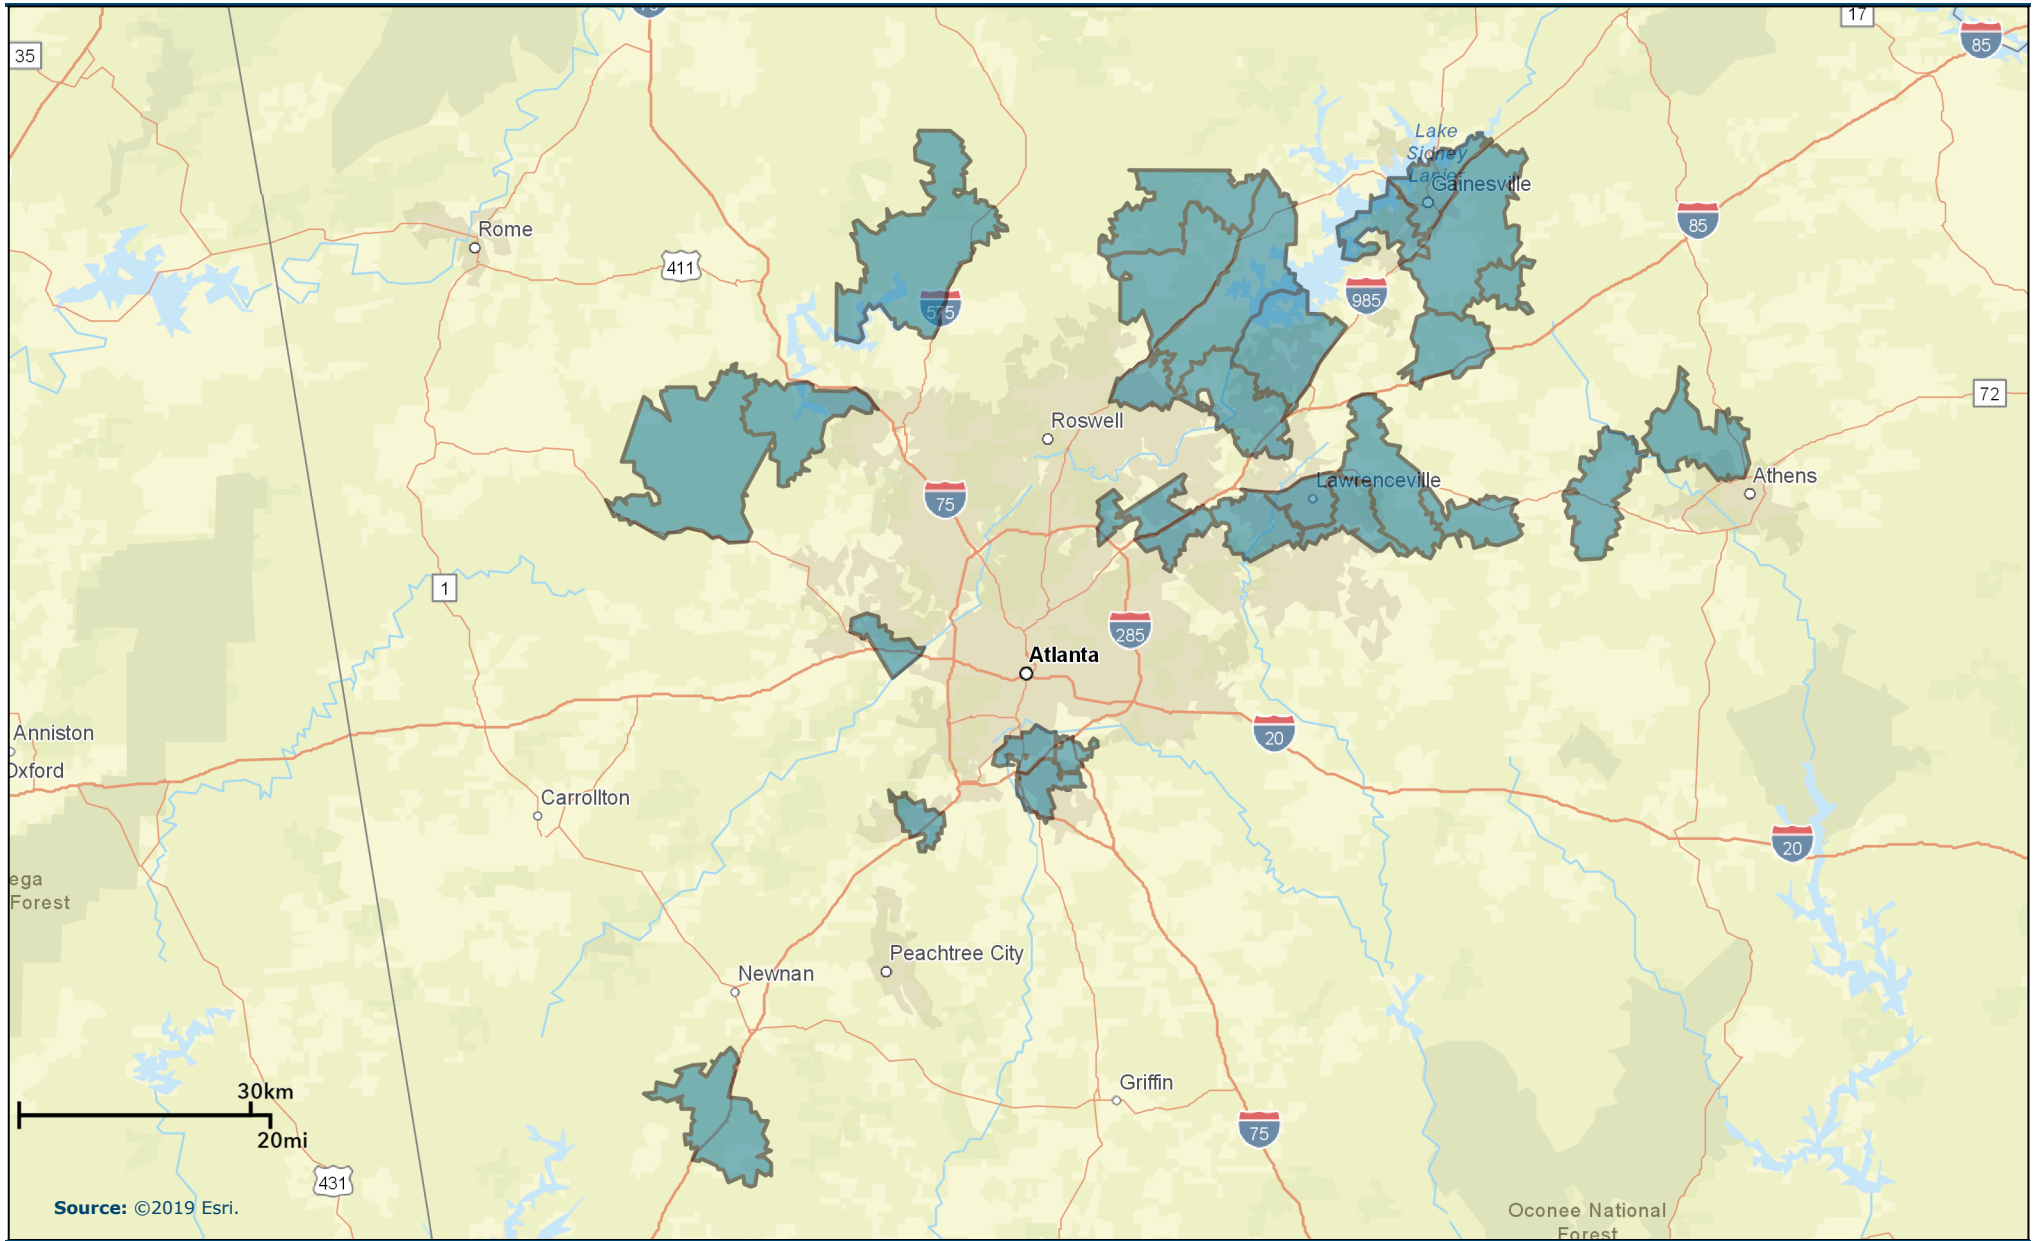 17
35
85
Lake
Sidney
Lanier
Gainesville
85
Rome
411
575
985
72
Roswell
Lawrenceville
Athens
75
1
285
Atlanta
Anniston
Oxford
20
Carrollton
20
ega
Forest
Peachtree City
Newnan
30km
20mi
Griffin
75
431
Source: ©2019 Esri.
Oconee National
Forest